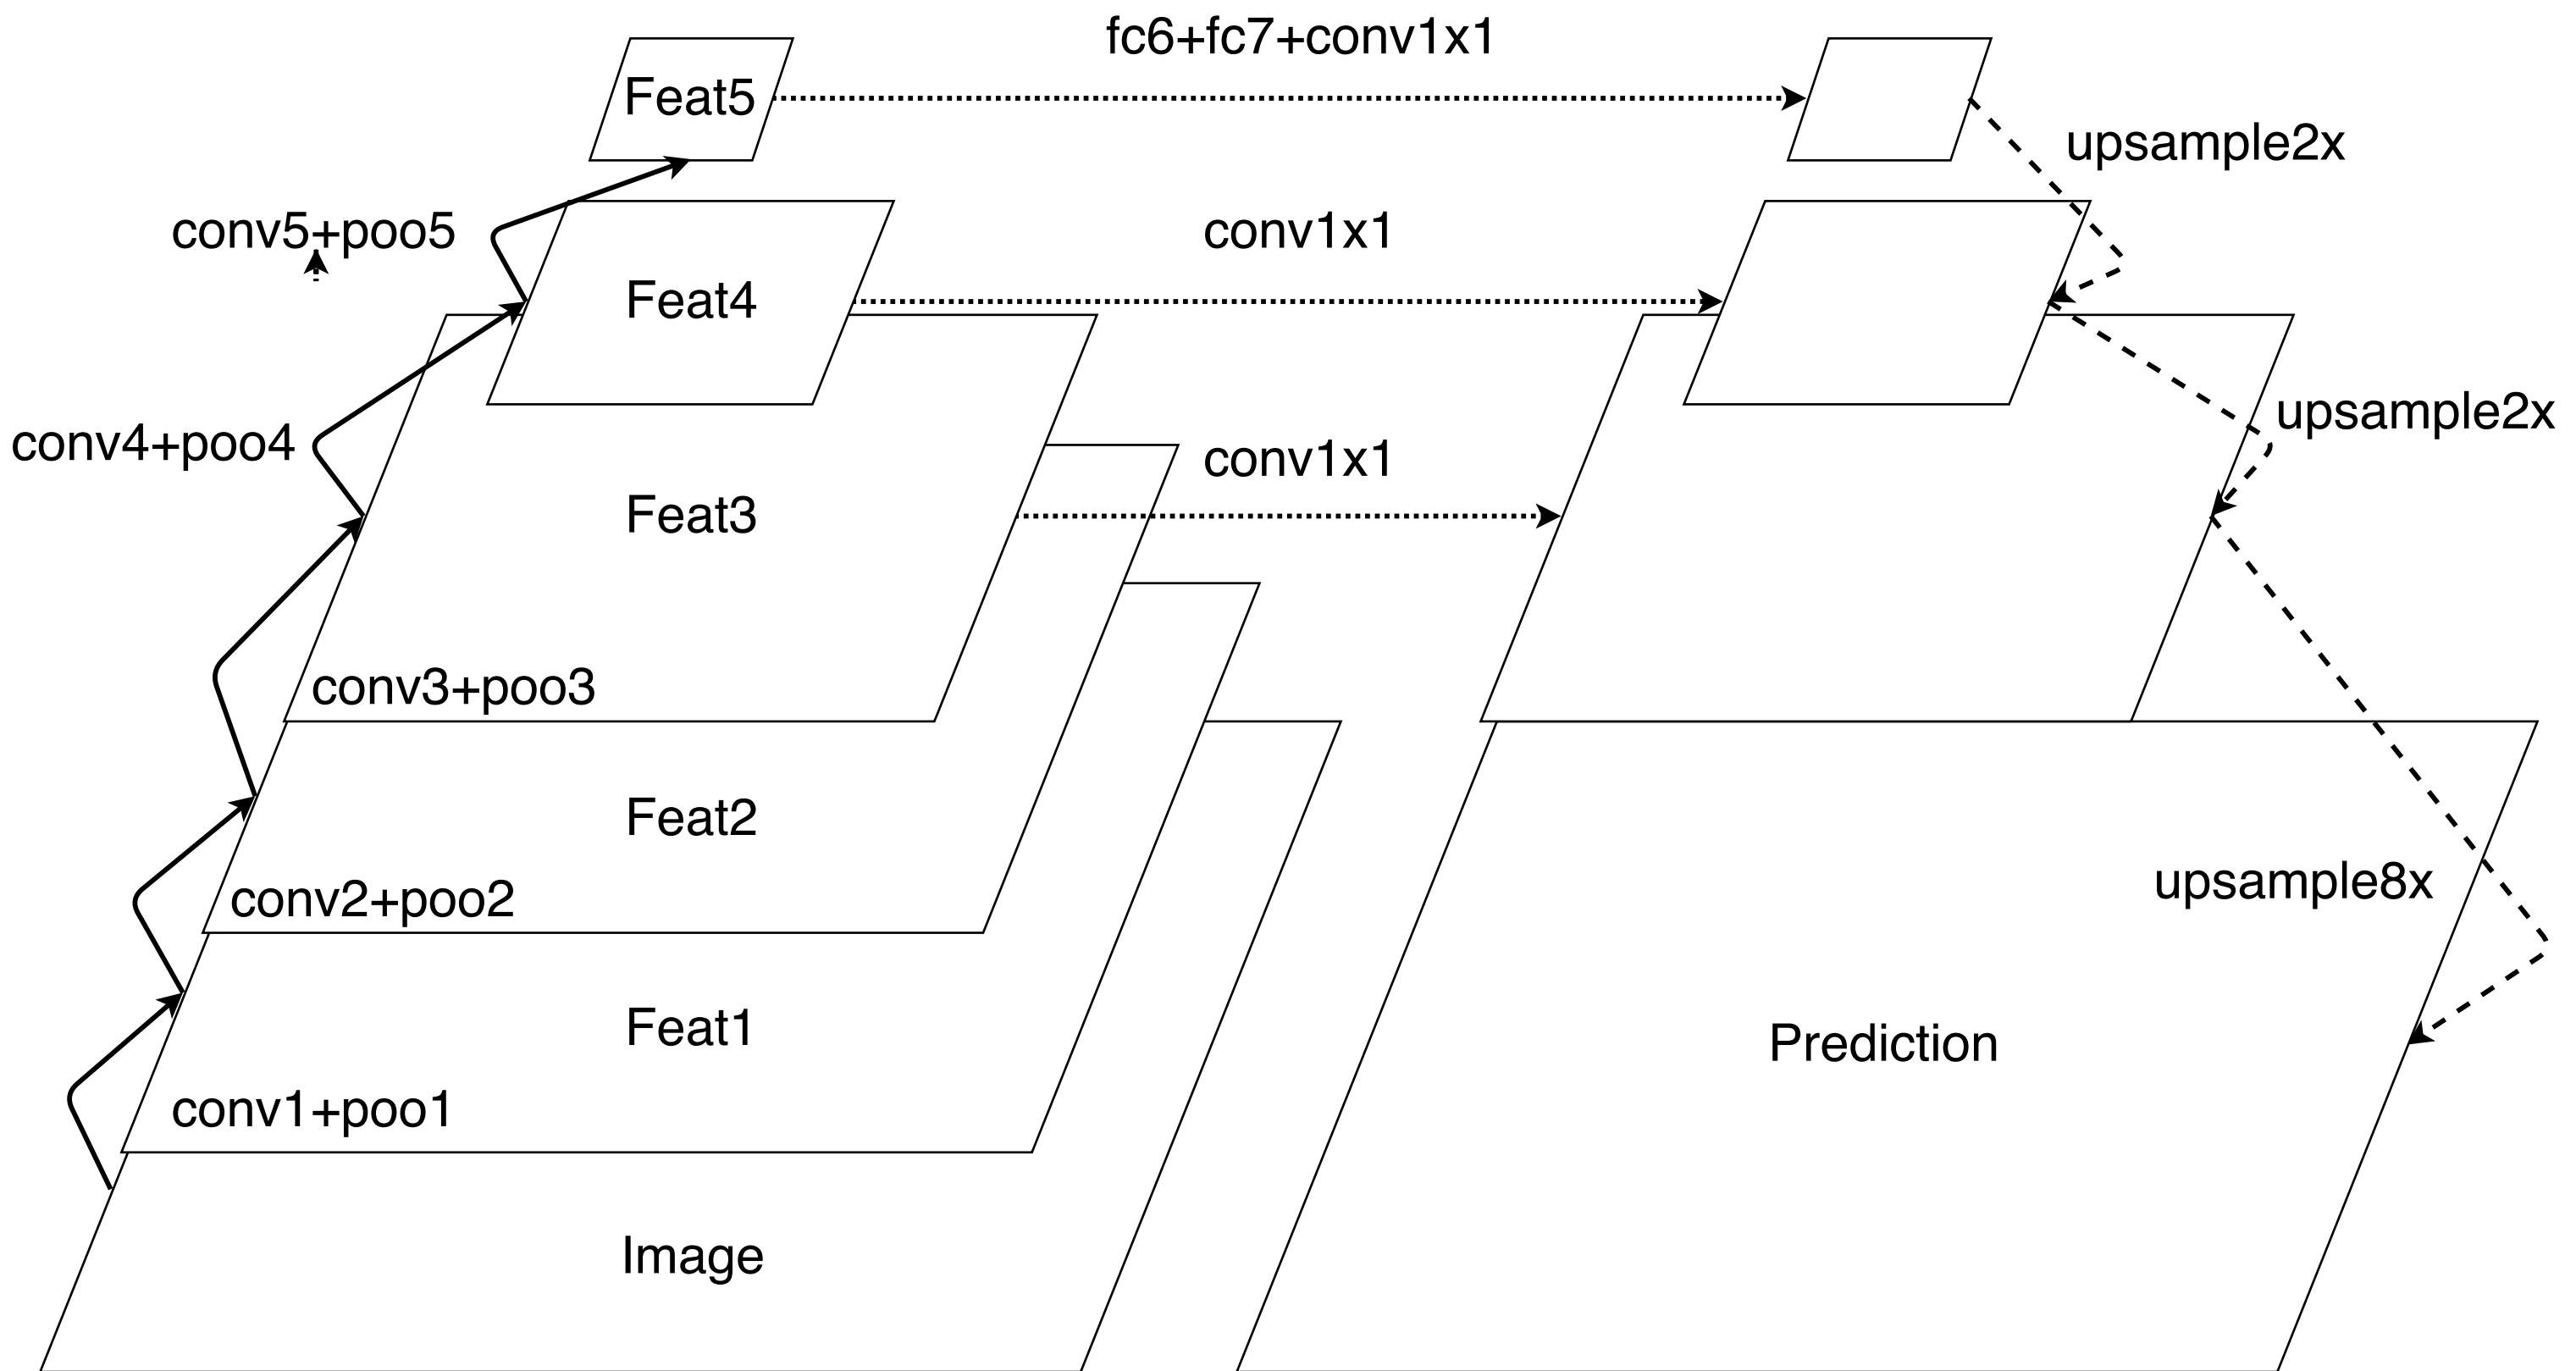 fc6+fc7+conv1x1
Feat5
upsample2x
conv5+poo5
conv1x1
Feat4
upsample2x
conv4+poo4
conv1x1
Feat3
conv3+poo3
Feat2
upsample8x
conv2+poo2
Feat1
Prediction
conv1+poo1
Image